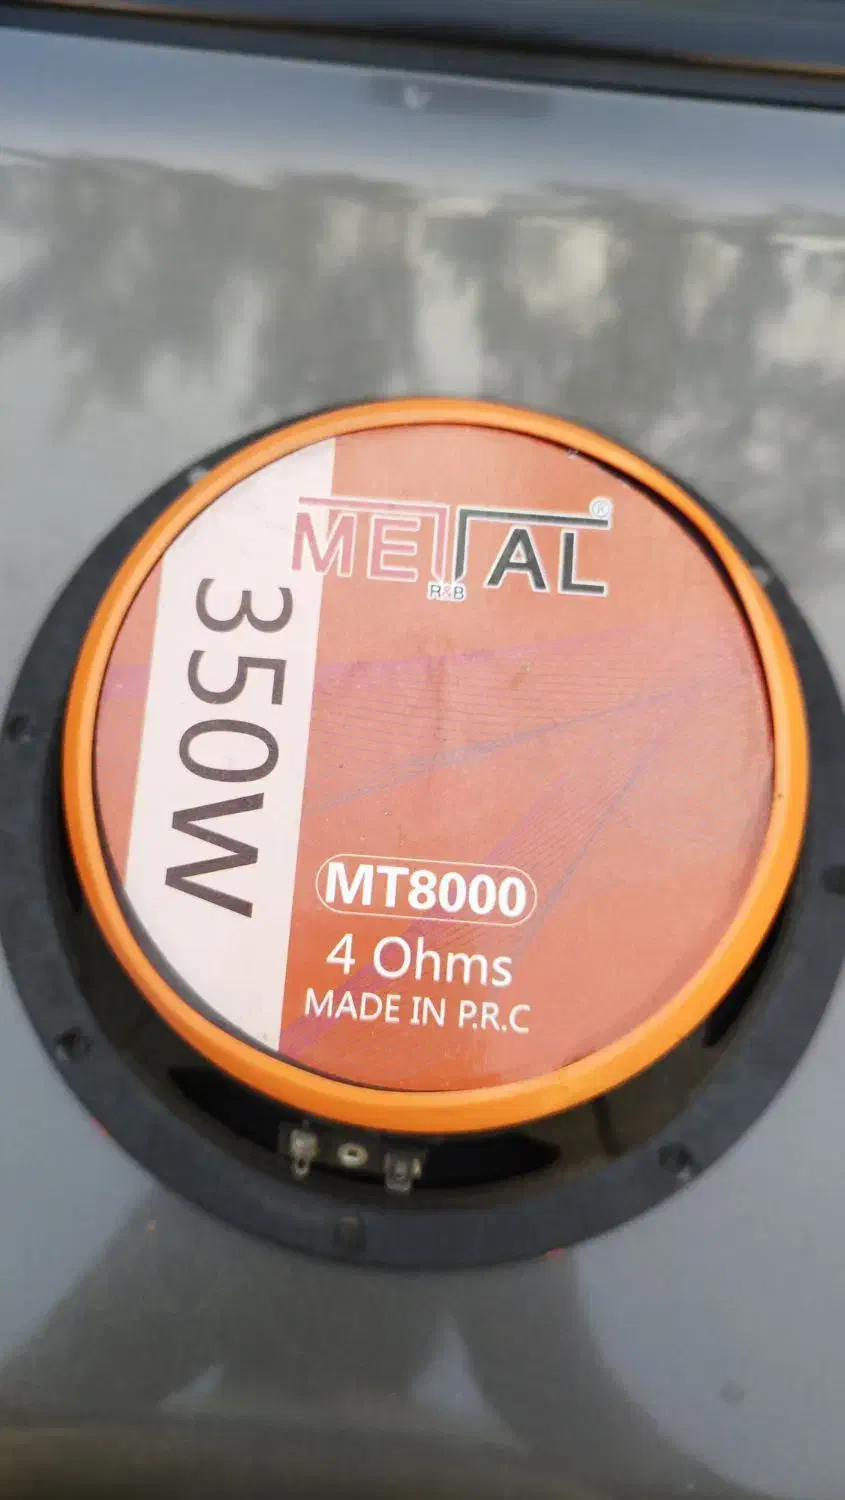 METAL
®
R&B
350W
MT8000
4 Ohms
MADE IN P.R.C